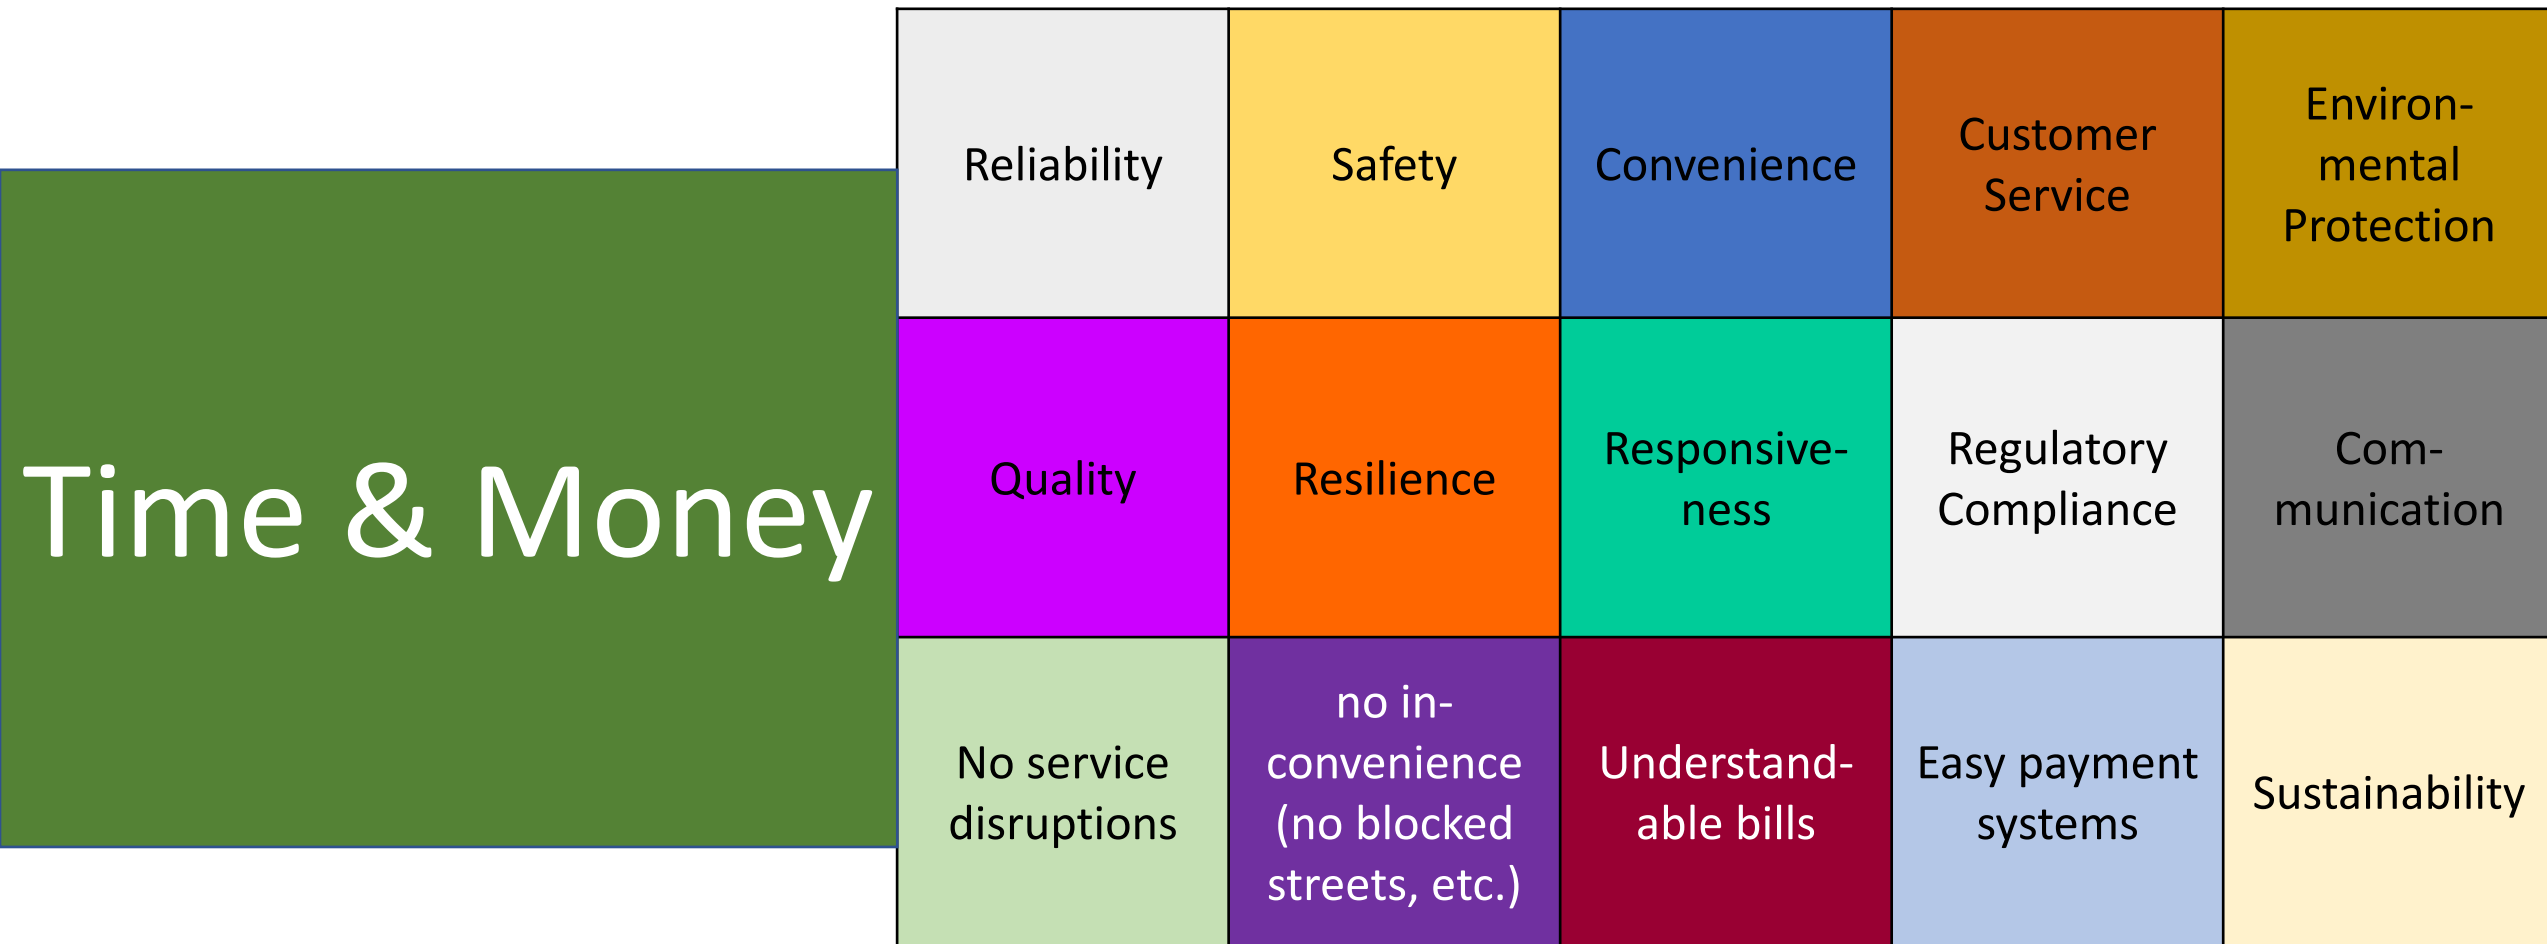 Time & Money
Reliability
Safety
Convenience
Customer
Service
Environ-
mental
Protection
Quality
Resilience
Responsive-
ness
Regulatory
Compliance
Com-
munication
No service
disruptions
no in-
convenience
(no blocked
streets, etc.)
Understand-
able bills
Easy payment
systems
Sustainability